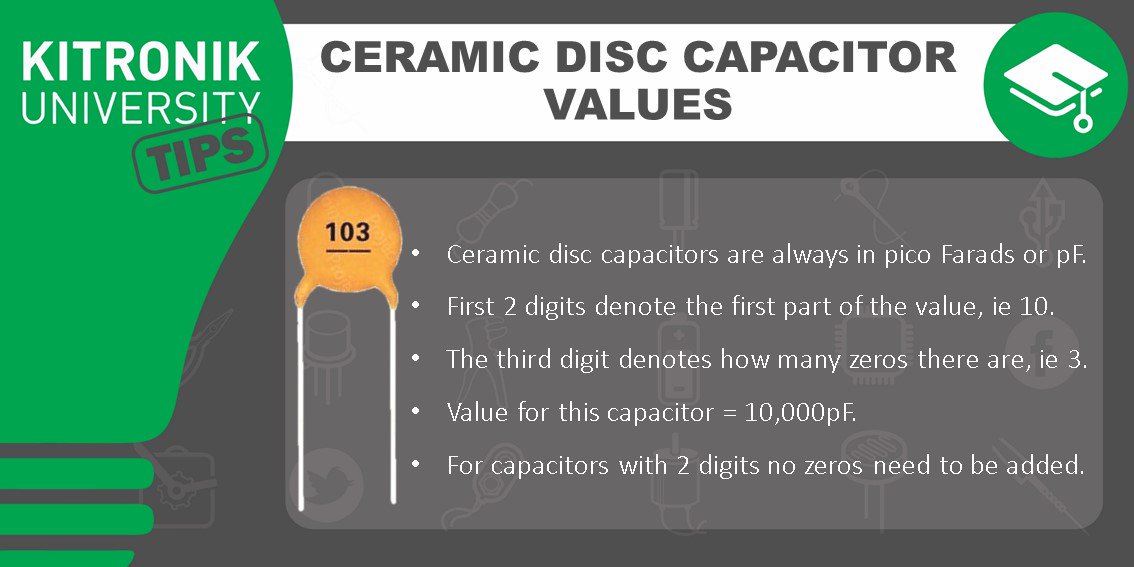 KITRONIK
UNIVERSITY
TIPS
CERAMIC DISC CAPACITOR
VALUES
103
• Ceramic disc capacitors are always in pico Farads or pF.
• First 2 digits denote the first part of the value, ie 10.
• The third digit denotes how many zeros there are, ie 3.
• Value for this capacitor = 10,000pF.
• For capacitors with 2 digits no zeros need to be added.